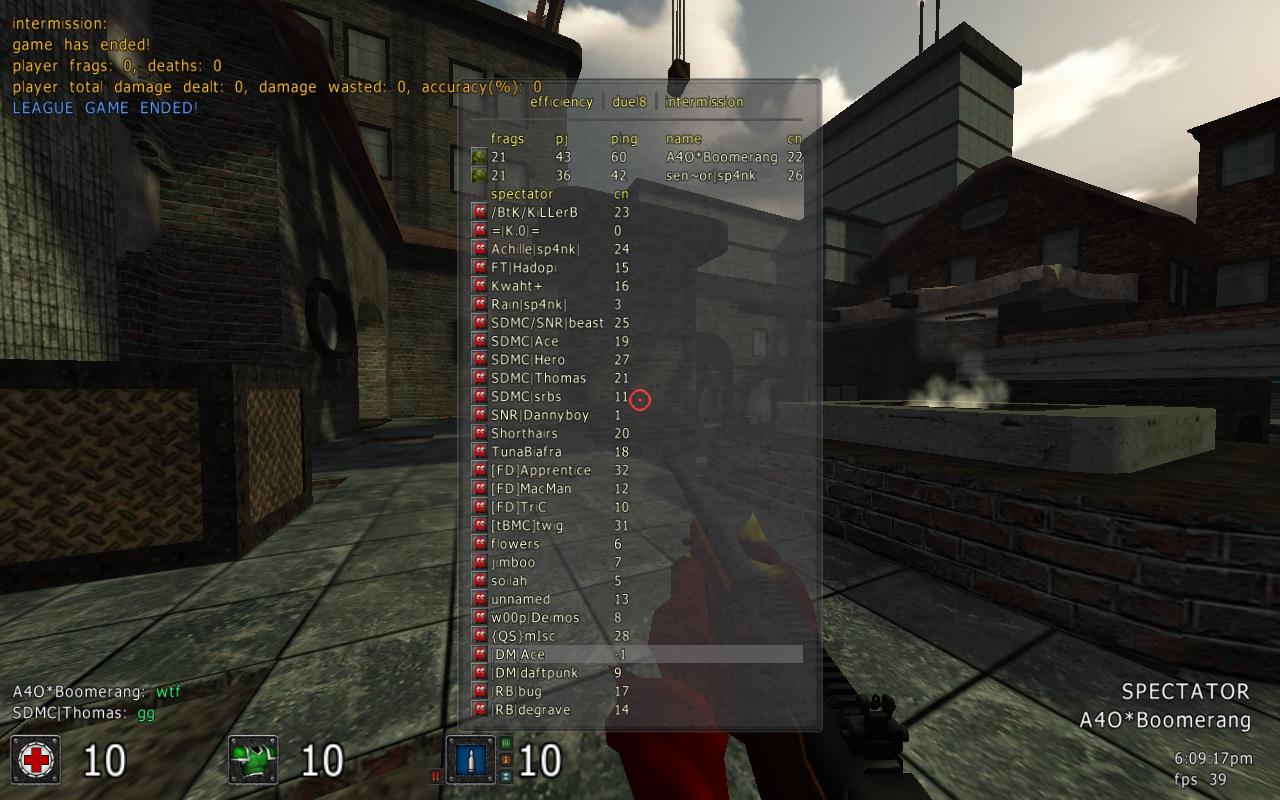 intermission:
game has ended!
player frags: 0, deaths: 0
player total damage dealt: 0, damage wasted: 0, accuracy(%): 0
LEAGUE GAME ENDED!
efficiency | duel8 | intermission
frags pj ping name cn
21 43 60 A4O*Boomerang 22
21 36 42 sen~or|sp4nk 26
spectator cn
/BtK/KiLLerB 23
=|K.0|= 0
Achille|sp4nk| 24
FT|Hadopi 15
Kwaht+ 16
Rain|sp4nk| 3
SDMC/SNR|beast 25
SDMC|Ace 19
SDMC|Hero 27
SDMC|Thomas 21
SDMC|srbs 11
SNR|Dannyboy 1
Shorthairs 20
TunaBiafra 18
[FD]Apprentice 32
[FD]MacMan 12
[FD]TriC 10
[tBMC]twig 31
flowers 6
jimboo 7
soilah 5
unnamed 13
w00p|Deimos 8
{QS}mIsc 28
|DM|Ace -1
|DM|daftpunk 9
|RB|bug 17
|RB|degrave 14
A4O*Boomerang: wtf
SDMC|Thomas: gg
10 10 10
SPECTATOR
A4O*Boomerang
6:09:17pm
fps 39